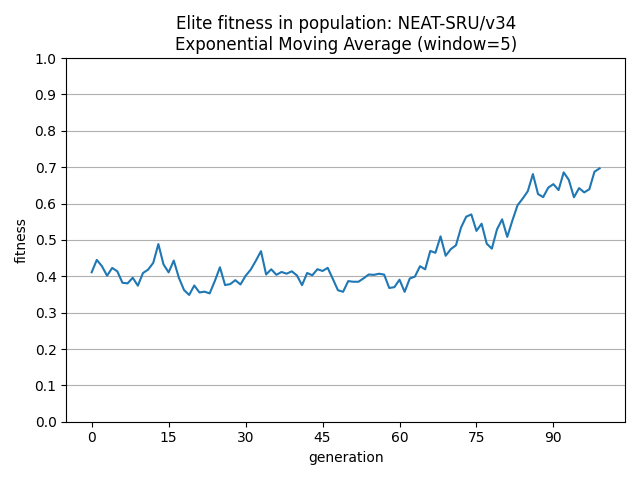 Elite fitness in population: NEAT-SRU/v34
Exponential Moving Average (window=5)
1.0
0.9
0.8
0.7
0.6
0.5
0.4
0.3
0.2
0.1
0.0
fitness
0 15 30 45 60 75 90
generation